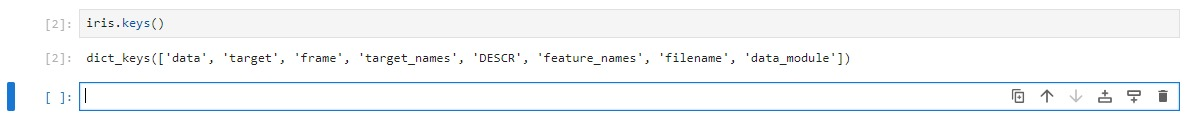 [2]: iris.keys()
[2]: dict_keys(['data', 'target', 'frame', 'target_names', 'DESCR', 'feature_names', 'filename', 'data_module'])
[ ]: